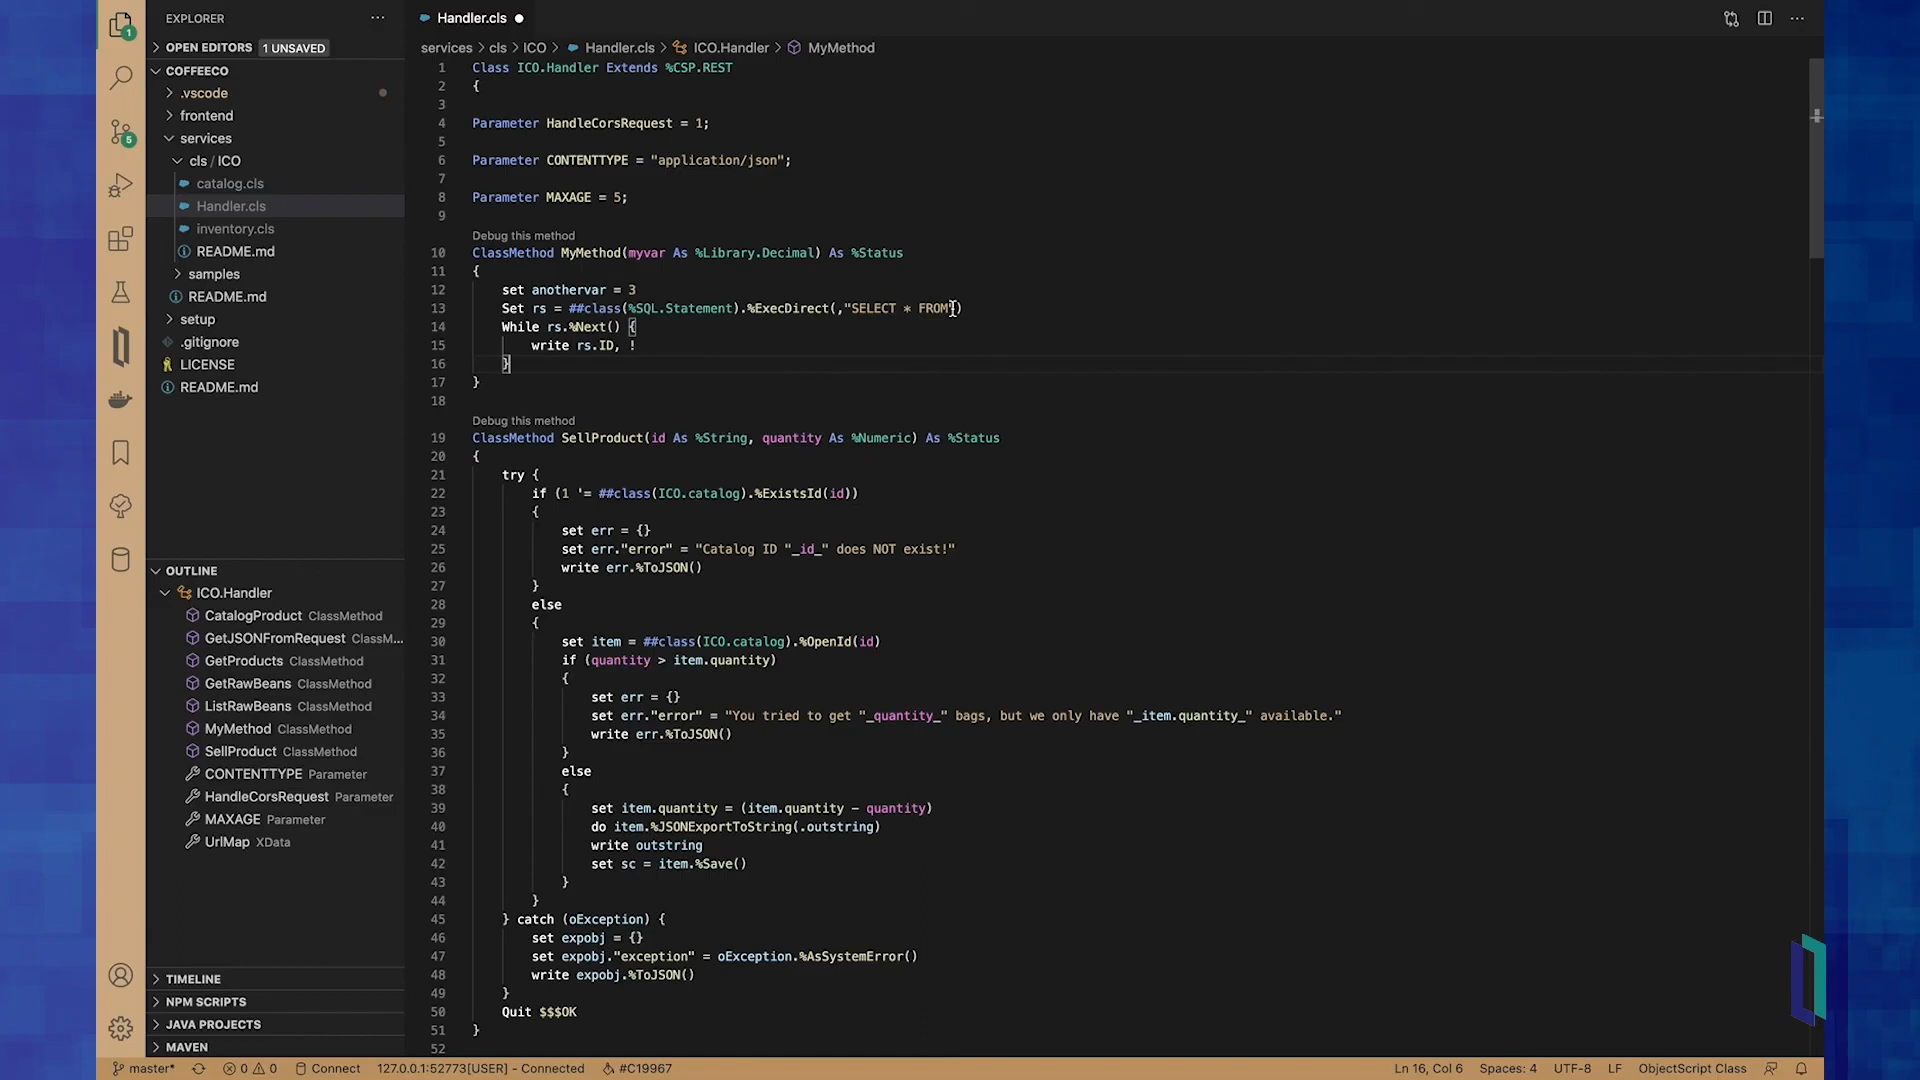 EXPLORER
OPEN EDITORS 1 UNSAVED
COFFEECO
.vscode
frontend
services
cls / ICO
catalog.cls
Handler.cls
inventory.cls
README.md
samples
README.md
setup
.gitignore
LICENSE
README.md
OUTLINE
ICO.Handler
CatalogProduct ClassMethod
GetJSONFromRequest ClassM...
GetProducts ClassMethod
GetRawBeans ClassMethod
ListRawBeans ClassMethod
MyMethod ClassMethod
SellProduct ClassMethod
CONTENTTYPE Parameter
HandleCorsRequest Parameter
MAXAGE Parameter
UrlMap XData
TIMELINE
NPM SCRIPTS
JAVA PROJECTS
MAVEN
1
5
Handler.cls
services > cls > ICO > Handler.cls > ICO.Handler > MyMethod
1 Class ICO.Handler Extends %CSP.REST
2 {
3
4 Parameter HandleCorsRequest = 1;
5
6 Parameter CONTENTTYPE = "application/json";
7
8 Parameter MAXAGE = 5;
9
Debug this method
10 ClassMethod MyMethod(myvar As %Library.Decimal) As %Status
11 {
12 set anothervar = 3
13 Set rs = ##class(%SQL.Statement).%ExecDirect(,"SELECT * FROM")
14 While rs.%Next() {
15 write rs.ID, !
16 }
17 }
18
Debug this method
19 ClassMethod SellProduct(id As %String, quantity As %Numeric) As %Status
20 {
21 try {
22 if (1 '= ##class(ICO.catalog).%ExistsId(id))
23 {
24 set err = {}
25 set err."error" = "Catalog ID "_id_" does NOT exist!"
26 write err.%ToJSON()
27 }
28 else
29 {
30 set item = ##class(ICO.catalog).%OpenId(id)
31 if (quantity > item.quantity)
32 {
33 set err = {}
34 set err."error" = "You tried to get "_quantity_" bags, but we only have "_item.quantity_" available."
35 write err.%ToJSON()
36 }
37 else
38 {
39 set item.quantity = (item.quantity - quantity)
40 do item.%JSONExportToString(.outstring)
41 write outstring
42 set sc = item.%Save()
43 }
44 }
45 } catch (oException) {
46 set expobj = {}
47 set expobj."exception" = oException.%AsSystemError()
48 write expobj.%ToJSON()
49 }
50 Quit $$$OK
51 }
52
master* 0 0 Connect 127.0.0.1:52773[USER] - Connected #C19967 Ln 16, Col 6 Spaces: 4 UTF-8 LF ObjectScript Class